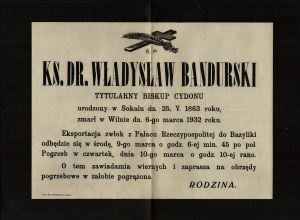 Ś. P.
KS. DR. WŁADYSŁAW BANDURSKI
TYTULARNY BISKUP CYDONU
urodzony w Sokalu dn. 25. V. 1863 roku,
zmarł w Wilnie dn. 6-go marca 1932 roku.
Eksportacja zwłok z Pałacu Rzeczypospolitej do Bazyliki
odbędzie się w środę, 9-go marca o godz. 6-ej min. 45 po poł
Pogrzeb w czwartek, dnia 10-go marca o godz. 10-ej rano.
O tem zawiadamia wiernych i zaprasza na obrzędy
pogrzebowe w żałobie pogrążona
RODZINA.